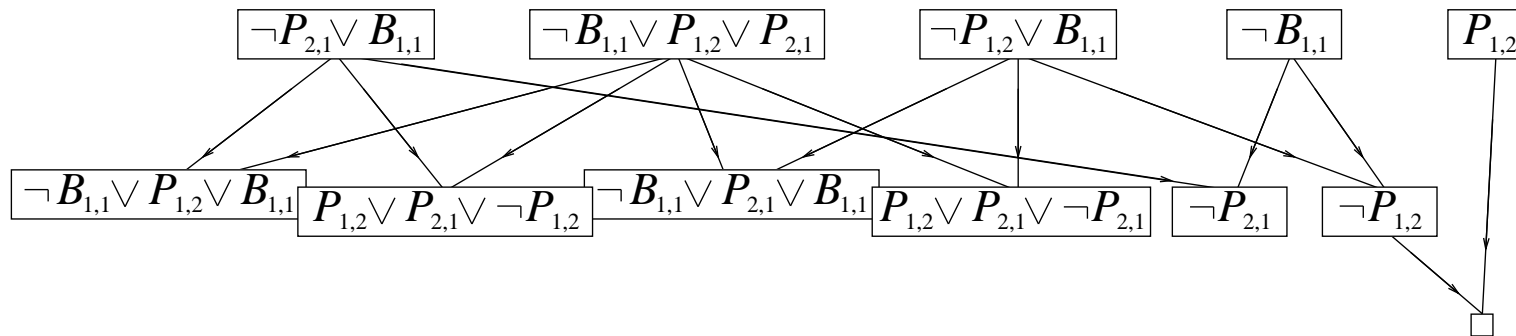 ¬P₂,₁ ∨ B₁,₁
¬B₁,₁ ∨ P₁,₂ ∨ P₂,₁
¬P₁,₂ ∨ B₁,₁
¬B₁,₁
P₁,₂
¬B₁,₁ ∨ P₁,₂ ∨ B₁,₁
P₁,₂ ∨ P₂,₁ ∨ ¬P₁,₂
¬B₁,₁ ∨ P₂,₁ ∨ B₁,₁
P₁,₂ ∨ P₂,₁ ∨ ¬P₂,₁
¬P₂,₁
¬P₁,₂